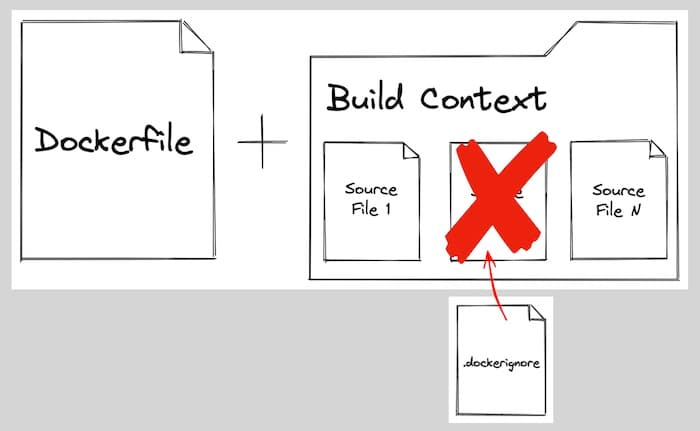 Dockerfile
+
Build Context
Source
File 1
Source
File N
.dockerignore